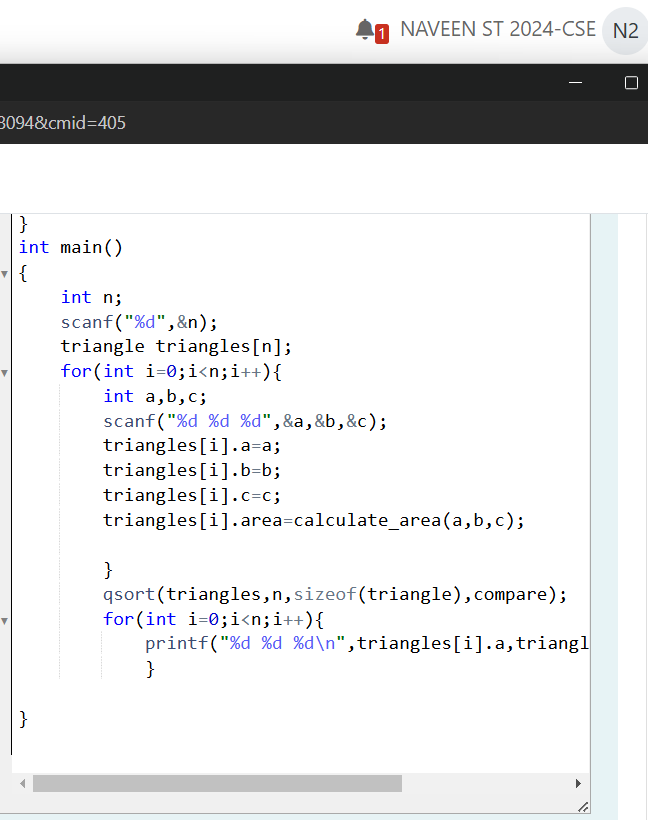 1 NAVEEN ST 2024-CSE N2
3094&cmid=405
}
int main()
{
    int n;
    scanf("%d",&n);
    triangle triangles[n];
    for(int i=0;i<n;i++){
        int a,b,c;
        scanf("%d %d %d",&a,&b,&c);
        triangles[i].a=a;
        triangles[i].b=b;
        triangles[i].c=c;
        triangles[i].area=calculate_area(a,b,c);
        }
        qsort(triangles,n,sizeof(triangle),compare);
        for(int i=0;i<n;i++){
            printf("%d %d %d\n",triangles[i].a,triangl
            }
}